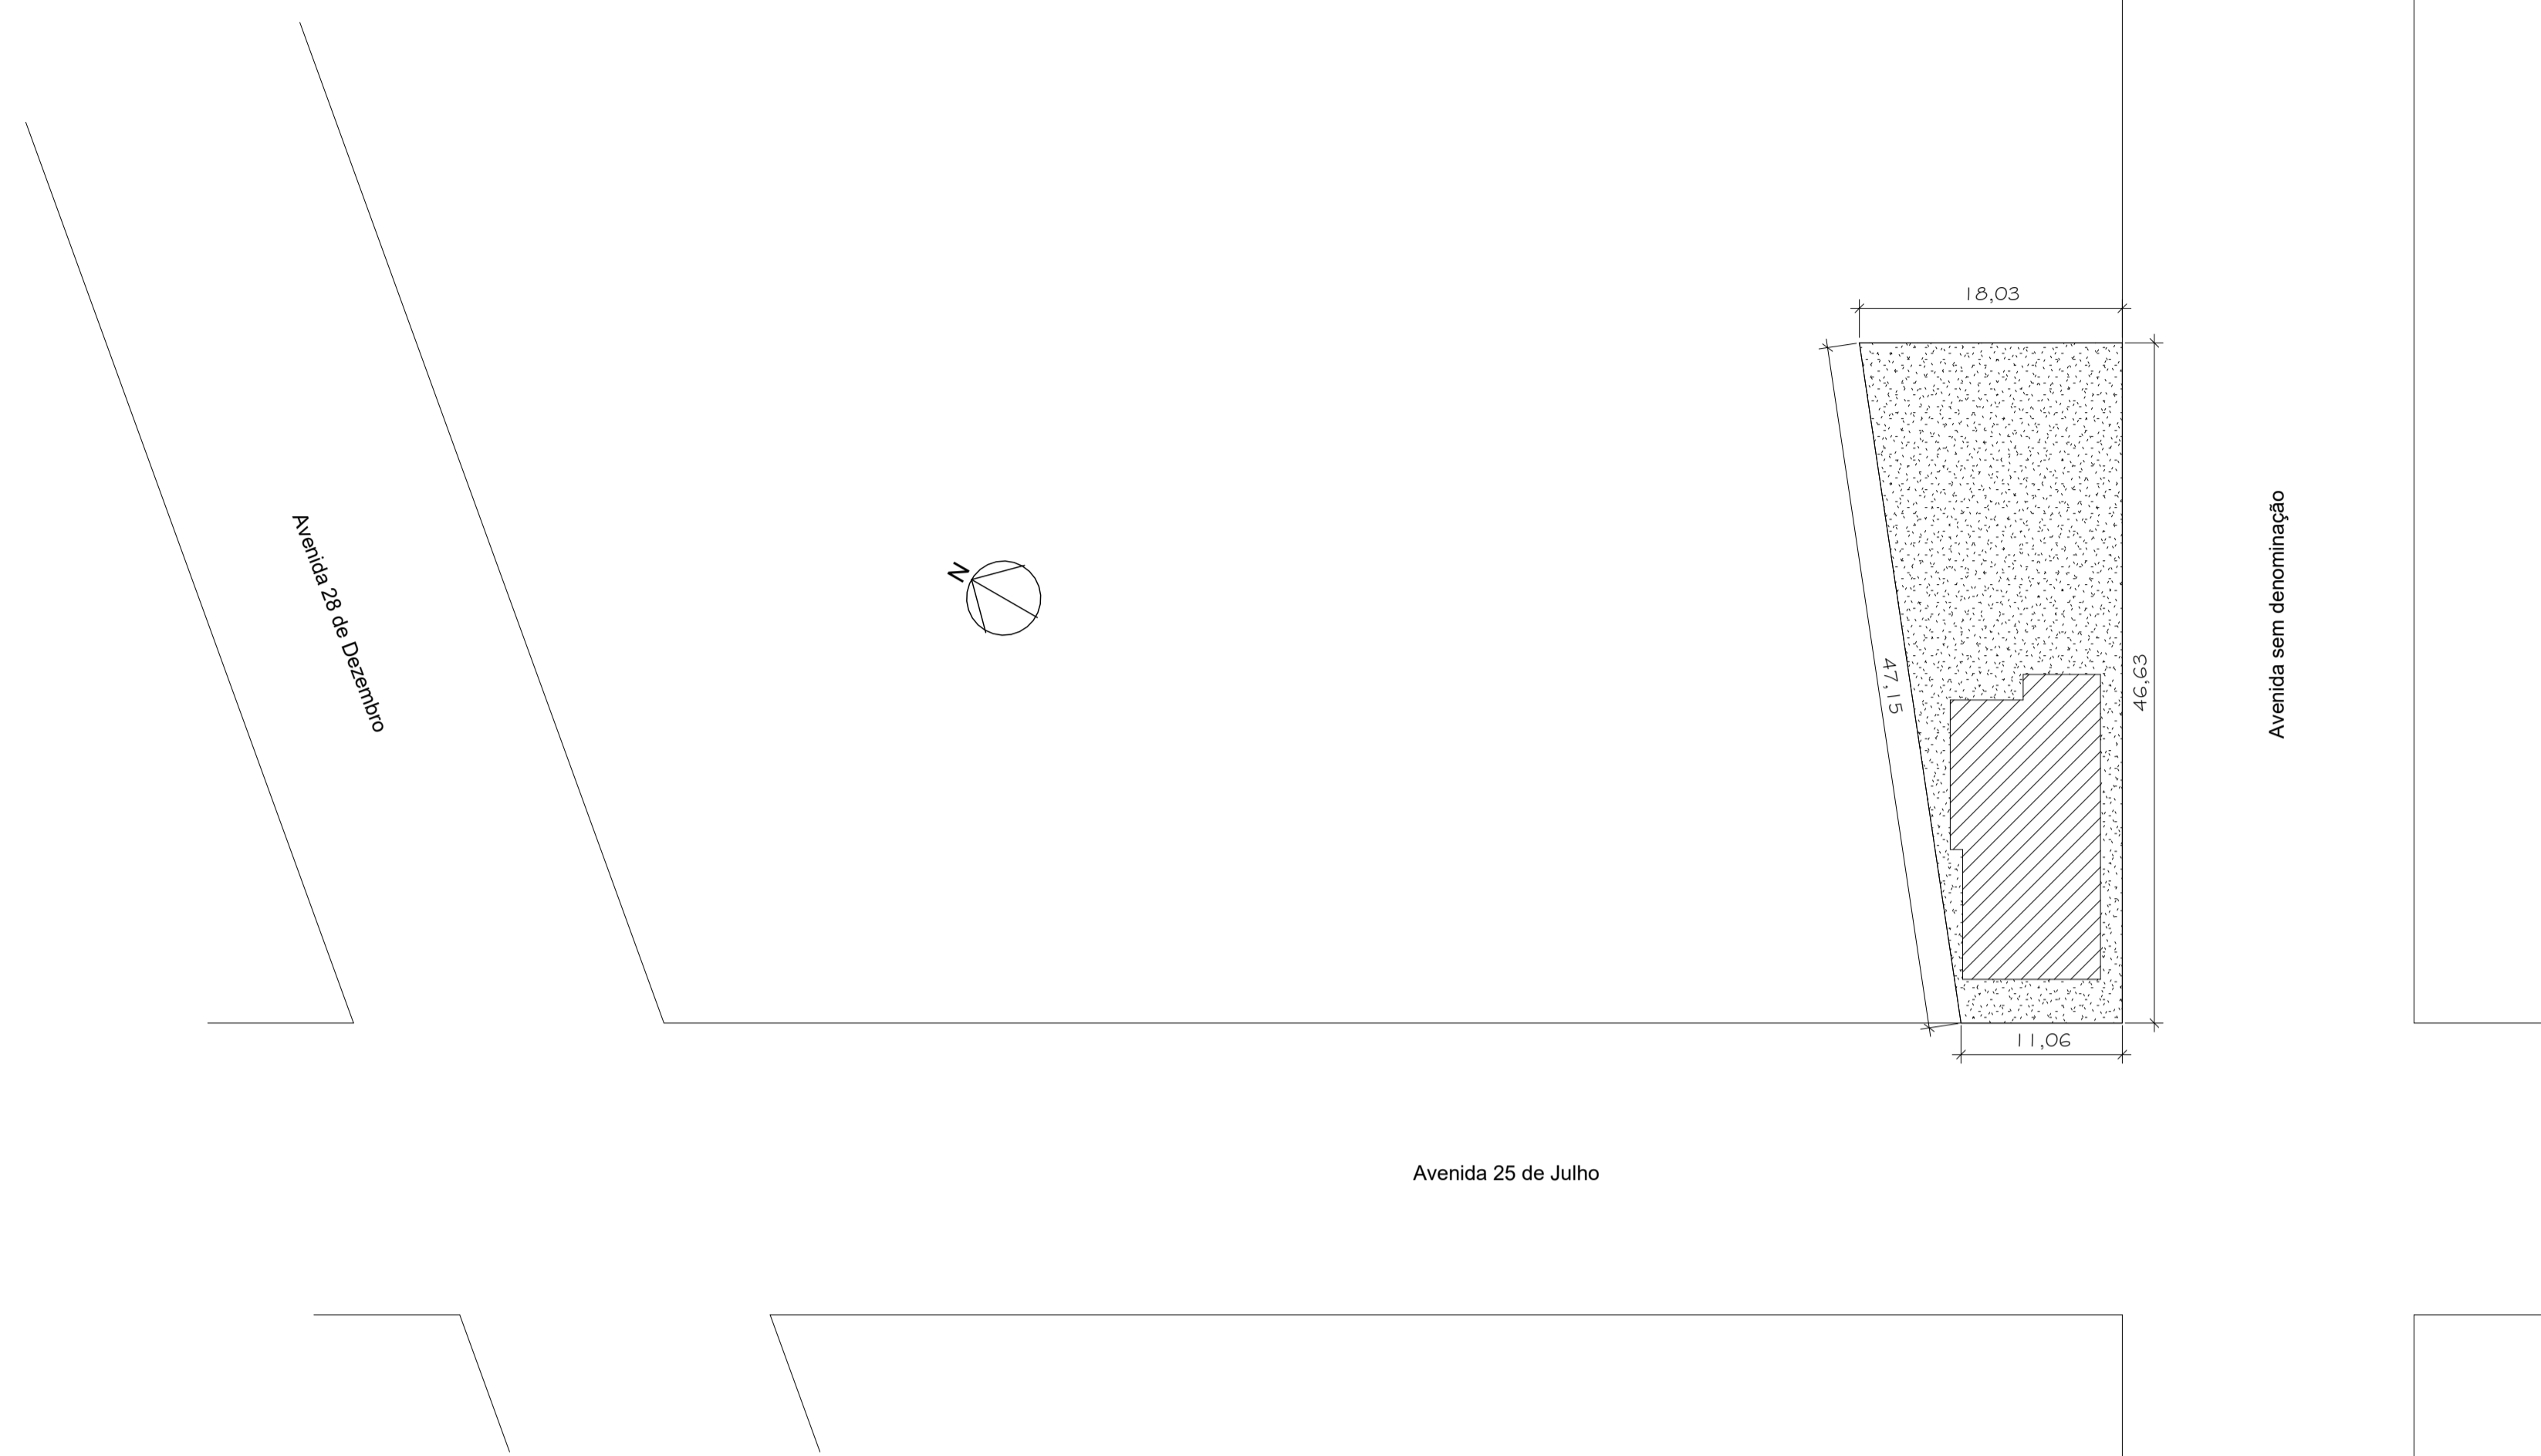 18,03
Avenida 28 de Dezembro
N
47,15
46,63
Avenida sem denominação
11,06
Avenida 25 de Julho